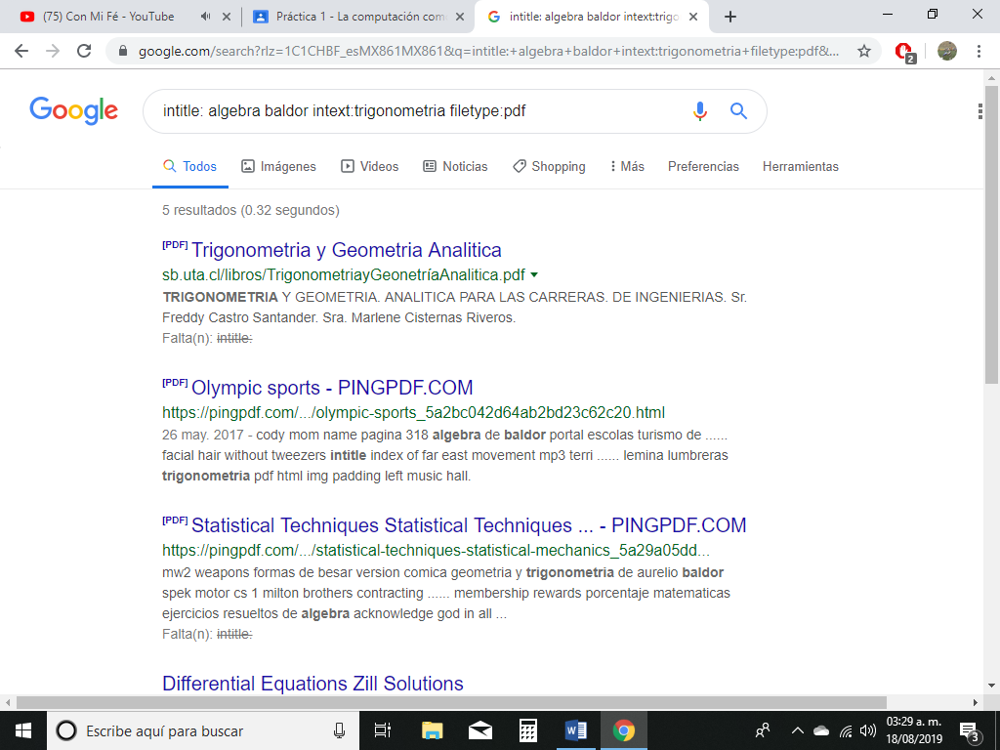 (75) Con Mi Fé - YouTube
Práctica 1 - La computación com
intitle: algebra baldor intext:trigo
google.com/search?rlz=1C1CHBF_esMX861MX861&q=intitle:+algebra+baldor+intext:trigonometria+filetype:pdf&...
2
Google
intitle: algebra baldor intext:trigonometria filetype:pdf
Todos Imágenes Videos Noticias Shopping Más Preferencias Herramientas
5 resultados (0.32 segundos)
[PDF] Trigonometria y Geometria Analitica
sb.uta.cl/libros/TrigonometriayGeonetríaAnalitica.pdf
TRIGONOMETRIA Y GEOMETRIA. ANALITICA PARA LAS CARRERAS. DE INGENIERIAS. Sr.
Freddy Castro Santander. Sra. Marlene Cisternas Riveros.
Falta(n): intitle:
[PDF] Olympic sports - PINGPDF.COM
https://pingpdf.com/.../olympic-sports_5a2bc042d64ab2bd23c62c20.html
26 may. 2017 - cody mom name pagina 318 algebra de baldor portal escolas turismo de ......
facial hair without tweezers intitle index of far east movement mp3 terri ...... lemina lumbreras
trigonometria pdf html img padding left music hall.
[PDF] Statistical Techniques Statistical Techniques ... - PINGPDF.COM
https://pingpdf.com/.../statistical-techniques-statistical-mechanics_5a29a05dd...
mw2 weapons formas de besar version comica geometria y trigonometria de aurelio baldor
spek motor cs 1 milton brothers contracting ...... membership rewards porcentaje matematicas
ejercicios resueltos de algebra acknowledge god in all ...
Falta(n): intitle:
Differential Equations Zill Solutions
Escribe aquí para buscar
03:29 a. m.
18/08/2019
3